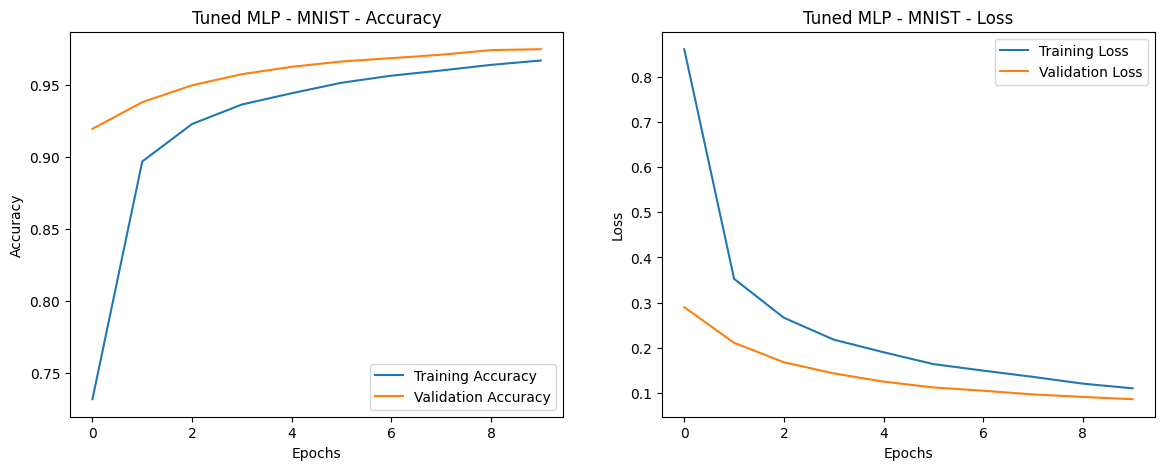 Tuned MLP - MNIST - Accuracy
Accuracy
0.95
0.90
0.85
0.80
0.75
0 2 4 6 8
Epochs
Training Accuracy
Validation Accuracy
Tuned MLP - MNIST - Loss
Loss
0.8
0.7
0.6
0.5
0.4
0.3
0.2
0.1
0 2 4 6 8
Epochs
Training Loss
Validation Loss